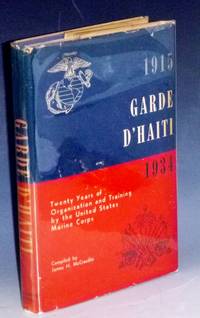 1915
GARDE
D'HAITI
1934
Twenty Years of
Organization and Training
by the United States
Marine Corps
Compiled by
James H. McCrocklin
GARDE D'HAITI